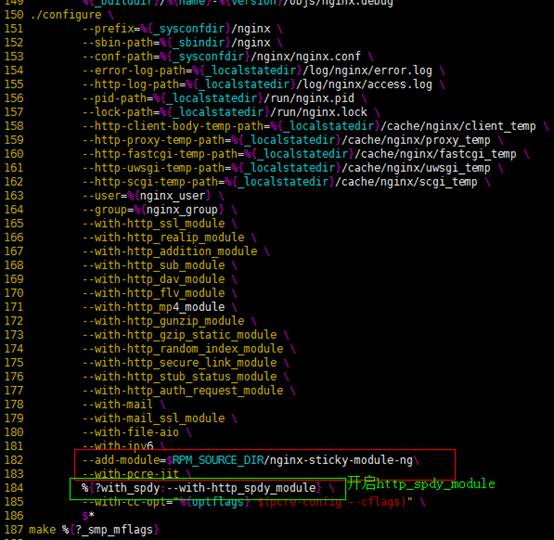 149 %{_builddir}/%{name}-%{version}/objs/nginx.debug
150 ./configure \
151 --prefix=%{_sysconfdir}/nginx \
152 --sbin-path=%{_sbindir}/nginx \
153 --conf-path=%{_sysconfdir}/nginx/nginx.conf \
154 --error-log-path=%{_localstatedir}/log/nginx/error.log \
155 --http-log-path=%{_localstatedir}/log/nginx/access.log \
156 --pid-path=%{_localstatedir}/run/nginx.pid \
157 --lock-path=%{_localstatedir}/run/nginx.lock \
158 --http-client-body-temp-path=%{_localstatedir}/cache/nginx/client_temp \
159 --http-proxy-temp-path=%{_localstatedir}/cache/nginx/proxy_temp \
160 --http-fastcgi-temp-path=%{_localstatedir}/cache/nginx/fastcgi_temp \
161 --http-uwsgi-temp-path=%{_localstatedir}/cache/nginx/uwsgi_temp \
162 --http-scgi-temp-path=%{_localstatedir}/cache/nginx/scgi_temp \
163 --user=%{nginx_user} \
164 --group=%{nginx_group} \
165 --with-http_ssl_module \
166 --with-http_realip_module \
167 --with-http_addition_module \
168 --with-http_sub_module \
169 --with-http_dav_module \
170 --with-http_flv_module \
171 --with-http_mp4_module \
172 --with-http_gunzip_module \
173 --with-http_gzip_static_module \
174 --with-http_random_index_module \
175 --with-http_secure_link_module \
176 --with-http_stub_status_module \
177 --with-http_auth_request_module \
178 --with-mail \
179 --with-mail_ssl_module \
180 --with-file-aio \
181 --with-ipv6 \
182 --add-module=$RPM_SOURCE_DIR/nginx-sticky-module-ng\
183 --with-pcre-jit \
184 %{?with_spdy:--with-http_spdy_module} \ 开启http_spdy_module
185 --with-cc-opt="%{optflags} $(pcre-config --cflags)" \
186 $*
187 make %{?_smp_mflags}